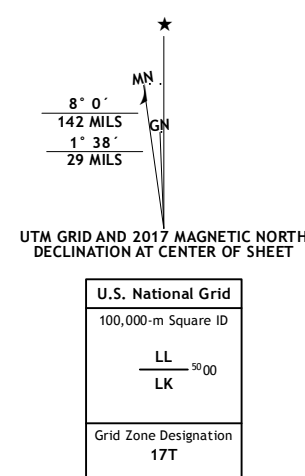 ★
MN
GN
8° 0´
142 MILS
1° 38´
29 MILS
UTM GRID AND 2017 MAGNETIC NORTH
DECLINATION AT CENTER OF SHEET
U.S. National Grid
100,000-m Square ID
LL
5000
LK
Grid Zone Designation
17T